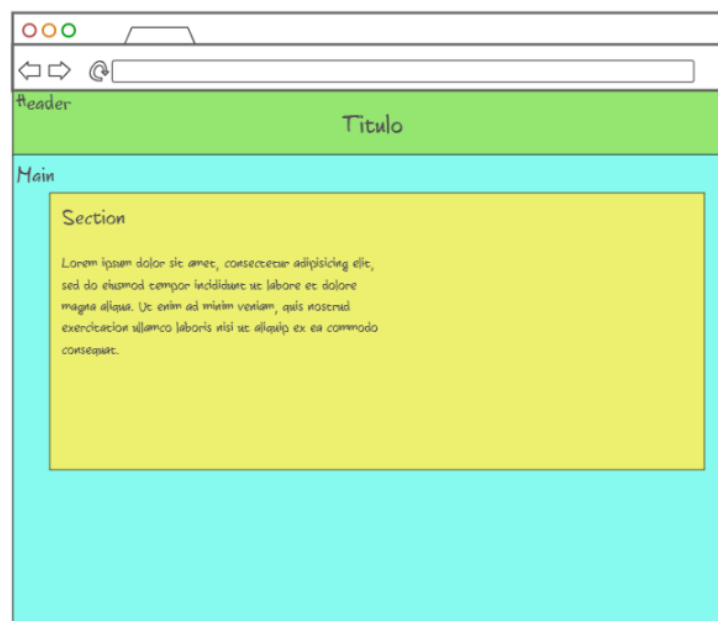 Header
Titulo
Main
Section
Lorem ipsum dolor sit amet, consectetur adipisicing elit,
sed do eiusmod tempor incididunt ut labore et dolore
magna aliqua. Ut enim ad minim veniam, quis nostrud
exercitation ullamco laboris nisi ut aliquip ex ea commodo
consequat.